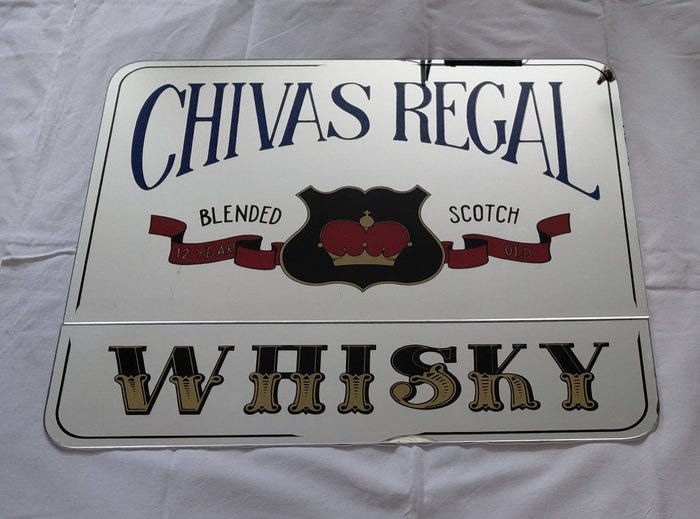 CHIVAS REGAL
BLENDED SCOTCH
12 YEAR OLD
WHISKY